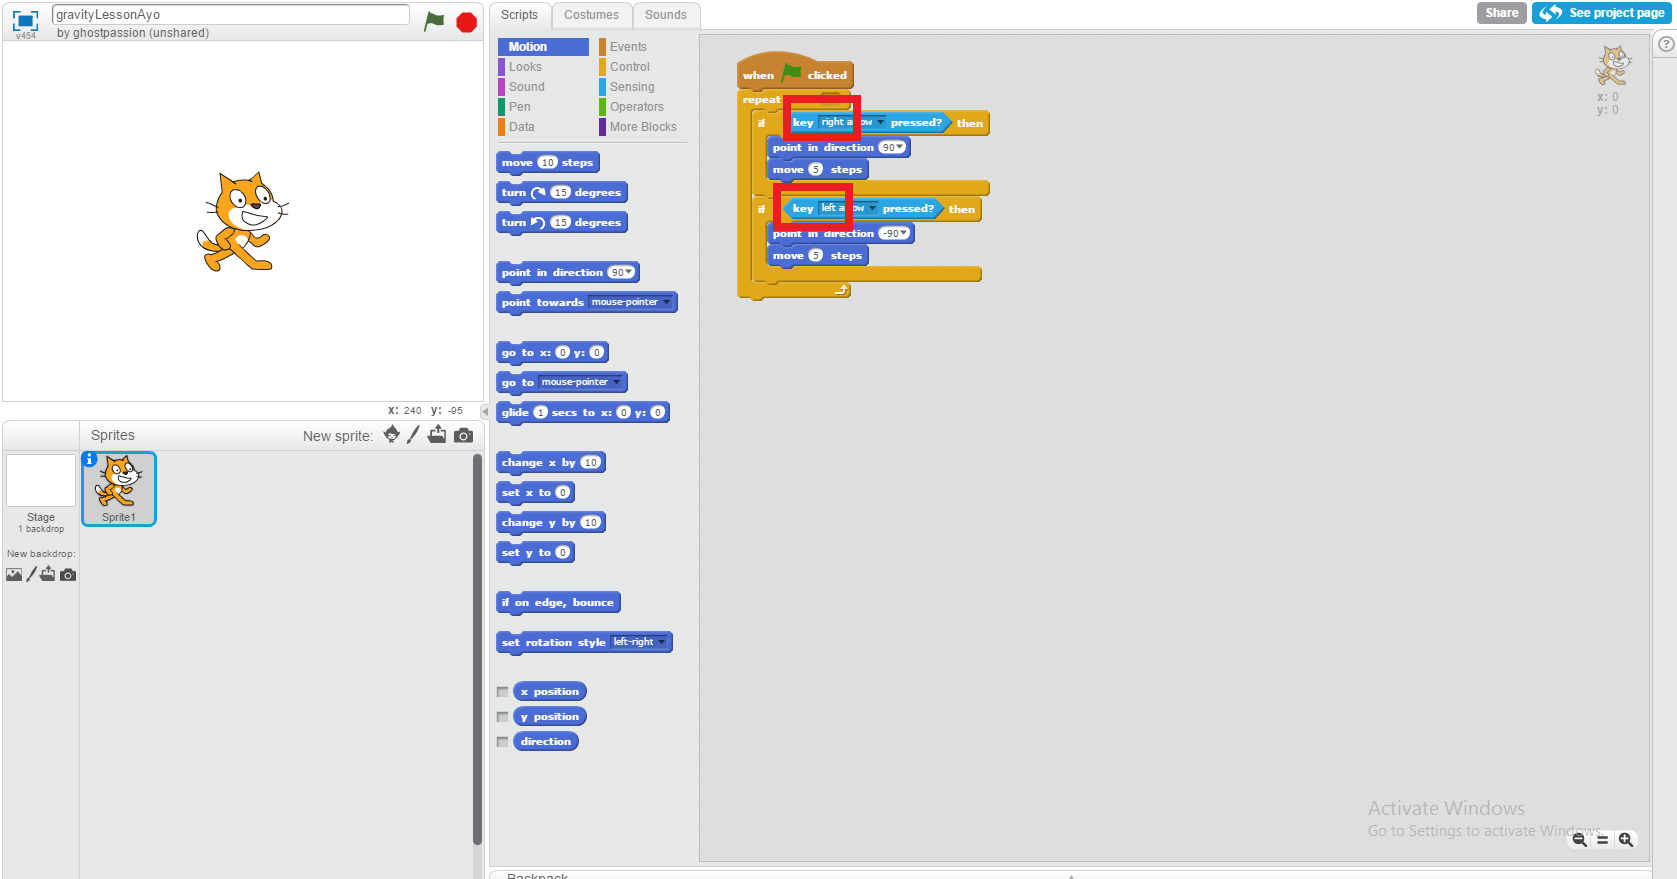 gravityLessonAyo
v454
by ghostpassion (unshared)
x: 240 y: -95
Sprites
New sprite:
Stage
1 backdrop
New backdrop:
Sprite1
Scripts
Costumes
Sounds
Share
See project page
Motion
Events
Looks
Control
Sound
Sensing
Pen
Operators
Data
More Blocks
move 10 steps
turn 15 degrees
turn 15 degrees
point in direction 90
point towards mouse-pointer
go to x: 0 y: 0
go to mouse-pointer
glide 1 secs to x: 0 y: 0
change x by 10
set x to 0
change y by 10
set y to 0
if on edge, bounce
set rotation style left-right
x position
y position
direction
when clicked
repeat
if key right pressed? then
point in direction 90
move 5 steps
if key left pressed? then
point in direction -90
move 5 steps
x: 0
y: 0
?
Activate Windows
Go to Settings to activate Windows.
Backpack